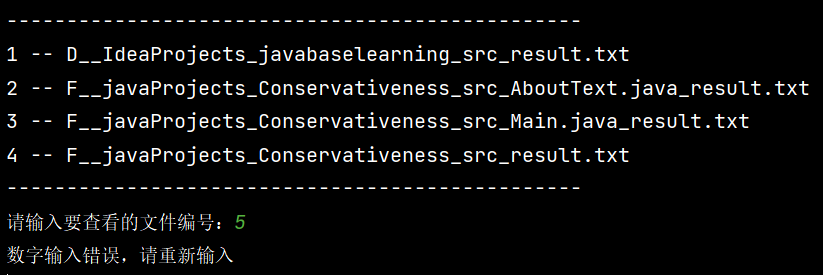 ------------------------------------------------
1 -- D__IdeaProjects_javabaselearning_src_result.txt
2 -- F__javaProjects_Conservativeness_src_AboutText.java_result.txt
3 -- F__javaProjects_Conservativeness_src_Main.java_result.txt
4 -- F__javaProjects_Conservativeness_src_result.txt
------------------------------------------------
请输入要查看的文件编号：5
数字输入错误，请重新输入